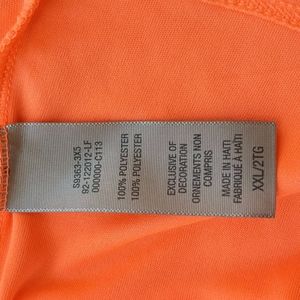 S9363-3X5
92-122012-LF
000000-C113
100% POLYESTER
100% POLYESTER
EXCLUSIVE OF
DECORATION
ORNEMENTS NON
COMPRIS
MADE IN HAITI
FABRIQUÉ À HAÏTI
XXL/2TG